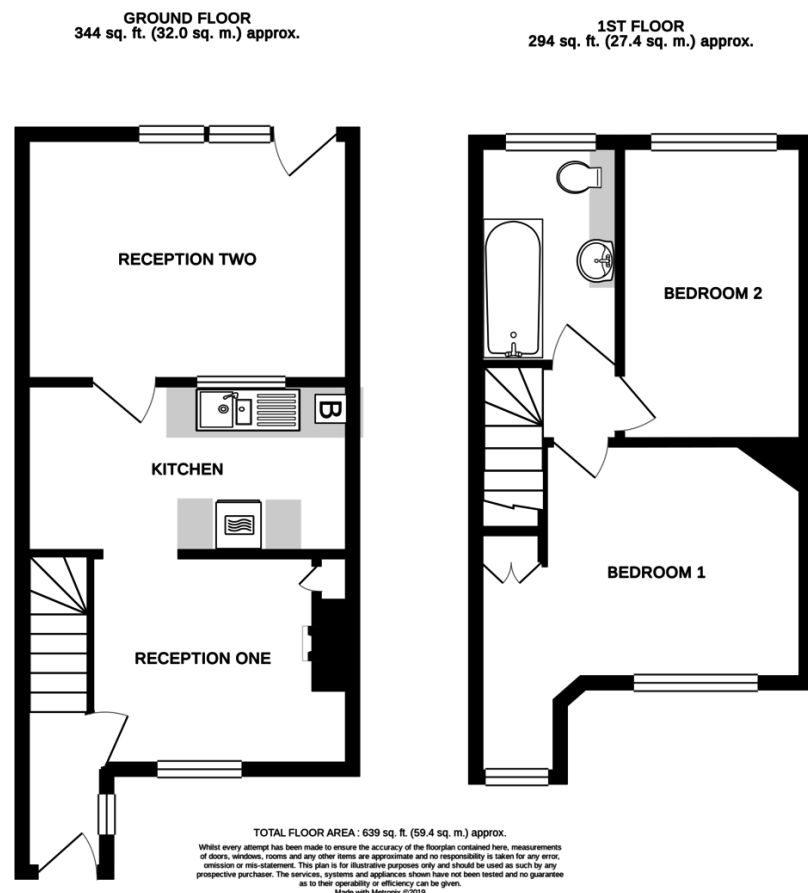 GROUND FLOOR
344 sq. ft. (32.0 sq. m.) approx.
1ST FLOOR
294 sq. ft. (27.4 sq. m.) approx.
RECEPTION TWO
BEDROOM 2
B
KITCHEN
BEDROOM 1
RECEPTION ONE
TOTAL FLOOR AREA : 639 sq. ft. (59.4 sq. m.) approx.
Whilst every attempt has been made to ensure the accuracy of the floorplan contained here, measurements
of doors, windows, rooms and any other items are approximate and no responsibility is taken for any error,
omission or mis-statement. This plan is for illustrative purposes only and should be used as such by any
prospective purchaser. The services, systems and appliances shown have not been tested and no guarantee
as to their operability or efficiency can be given.
Made with Metropix ©2019